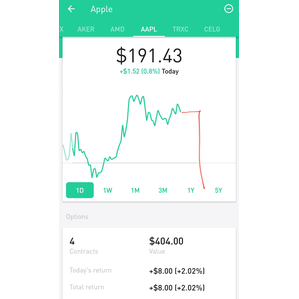 Apple
X AKER AMD AAPL TRXC CELG
$191.43
+$1.52 (0.8%) Today
1D 1W 1M 3M 1Y 5Y
Options
4 $404.00
Contracts Value
Today's return +$8.00 (+2.02%)
Total return +$8.00 (+2.02%)